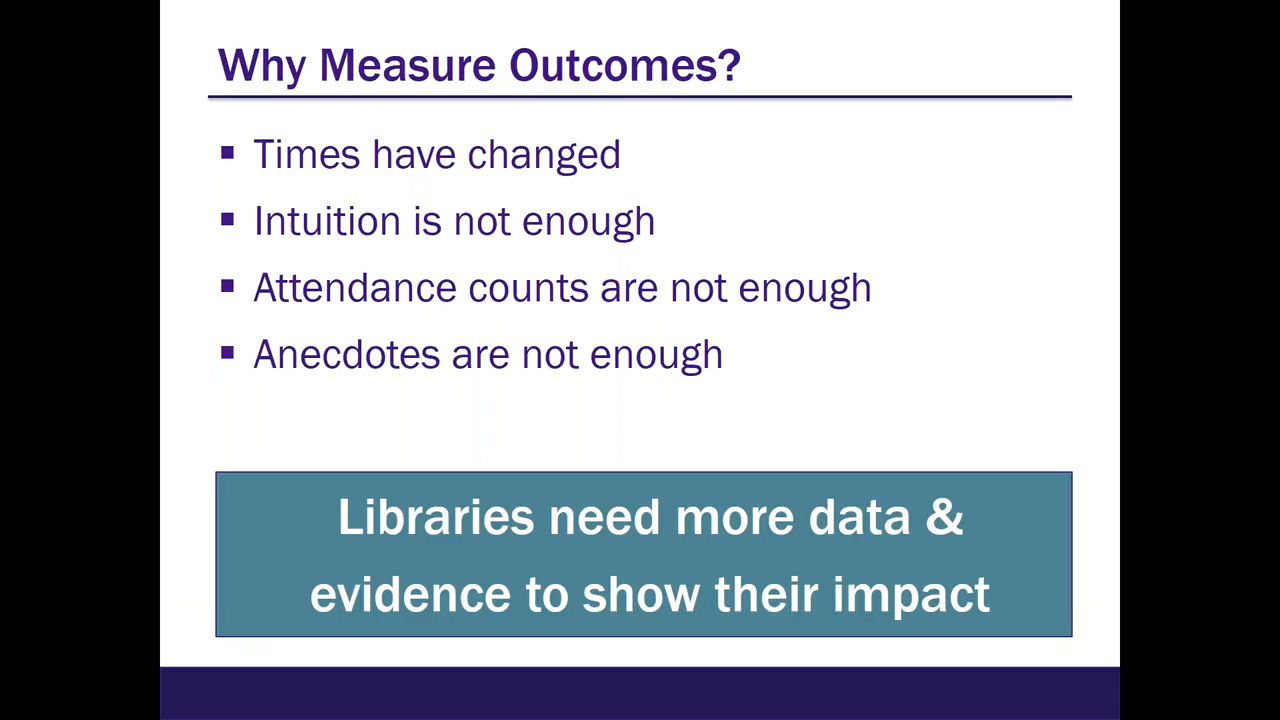 Why Measure Outcomes?
Times have changed
Intuition is not enough
Attendance counts are not enough
Anecdotes are not enough
Libraries need more data &
evidence to show their impact